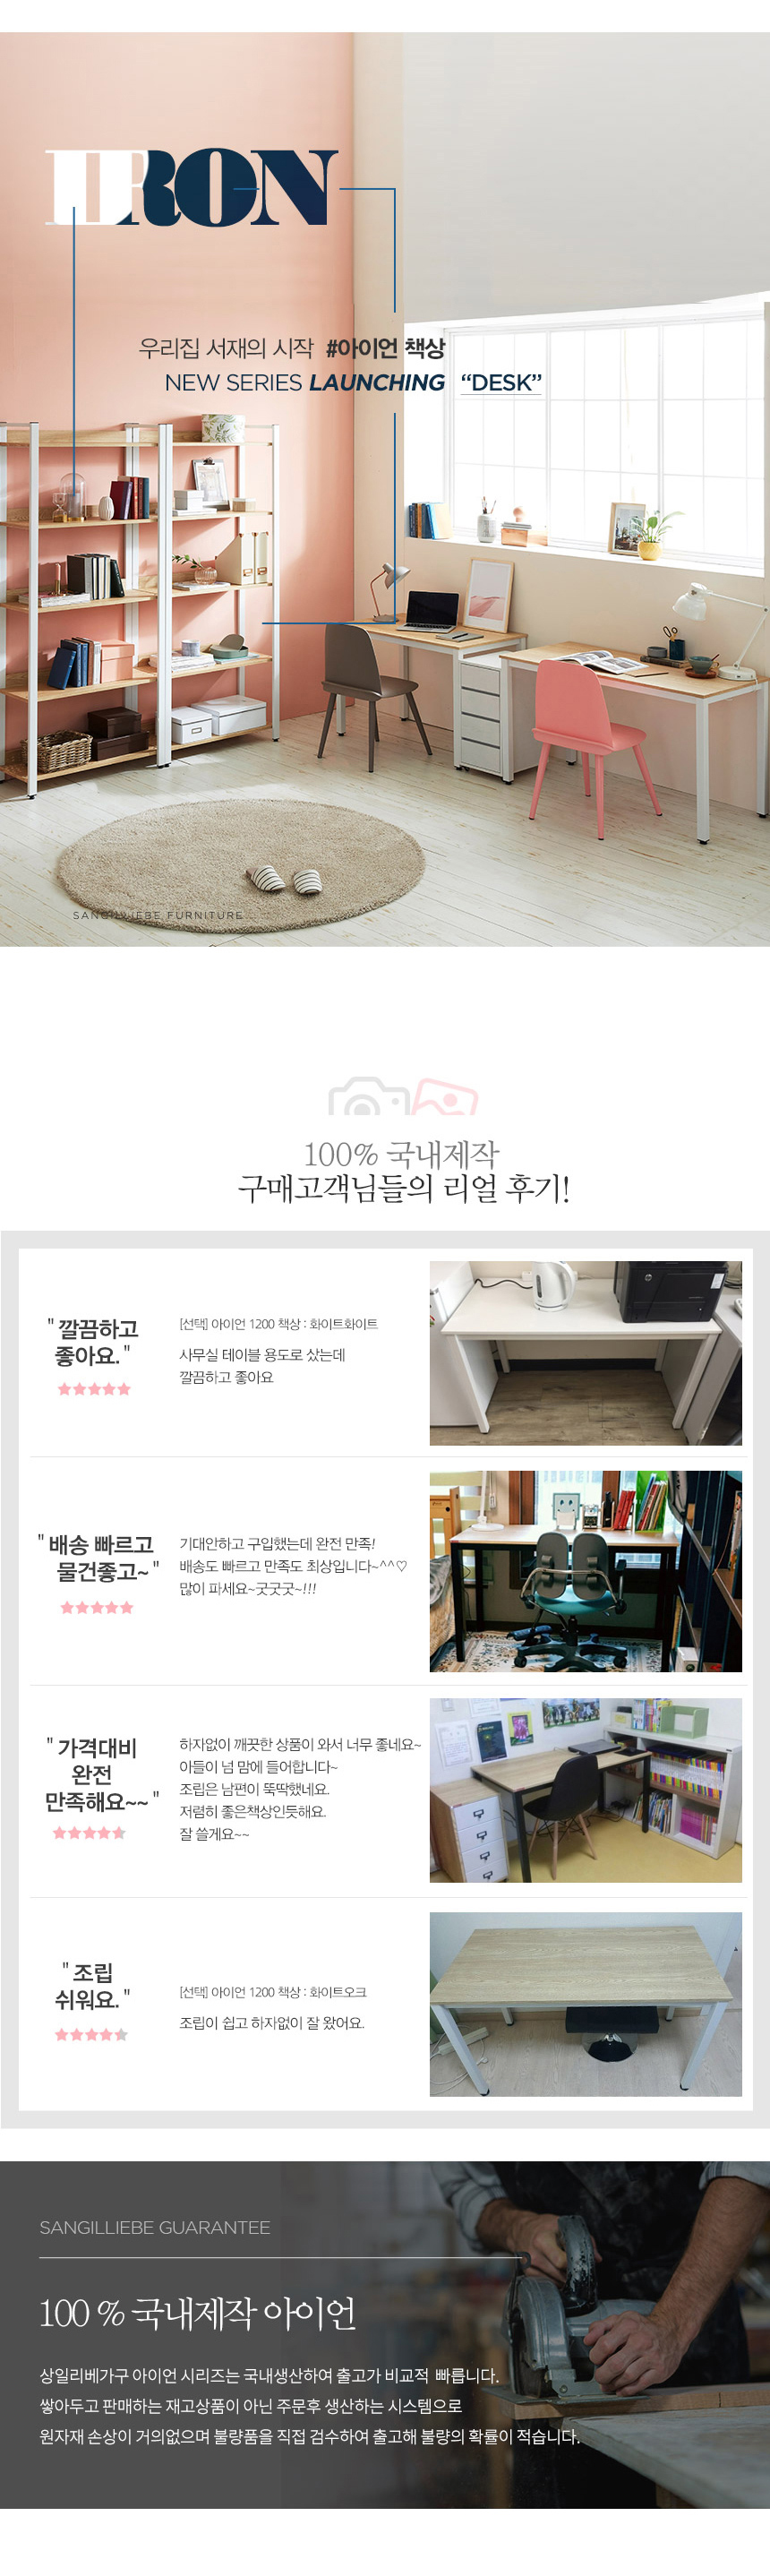 IRON
우리집 서재의 시작 #아이언 책상
NEW SERIES LAUNCHING “DESK”
SANGILLIEBE FURNITURE
100% 국내제작
구매고객님들의 리얼 후기!
" 깔끔하고
좋아요. "
[선택] 아이언 1200 책상 : 화이트화이트
사무실 테이블 용도로 샀는데
깔끔하고 좋아요
" 배송 빠르고
물건좋고~ "
기대안하고 구입했는데 완전 만족!
배송도 빠르고 만족도 최상입니다~^^♡
많이 파세요~굿굿굿~!!!
" 가격대비
완전
만족해요~~ "
하자없이 깨끗한 상품이 와서 너무 좋네요~
아들이 넘 맘에 들어합니다~
조립은 남편이 뚝딱했네요.
저렴히 좋은책상인듯해요.
잘 쓸게요~~
" 조립
쉬워요. "
[선택] 아이언 1200 책상 : 화이트오크
조립이 쉽고 하자없이 잘 왔어요.
SANGILLIEBE GUARANTEE
100 % 국내제작 아이언
상일리베가구 아이언 시리즈는 국내생산하여 출고가 비교적 빠릅니다.
쌓아두고 판매하는 재고상품이 아닌 주문후 생산하는 시스템으로
원자재 손상이 거의없으며 불량품을 직접 검수하여 출고해 불량의 확률이 적습니다.